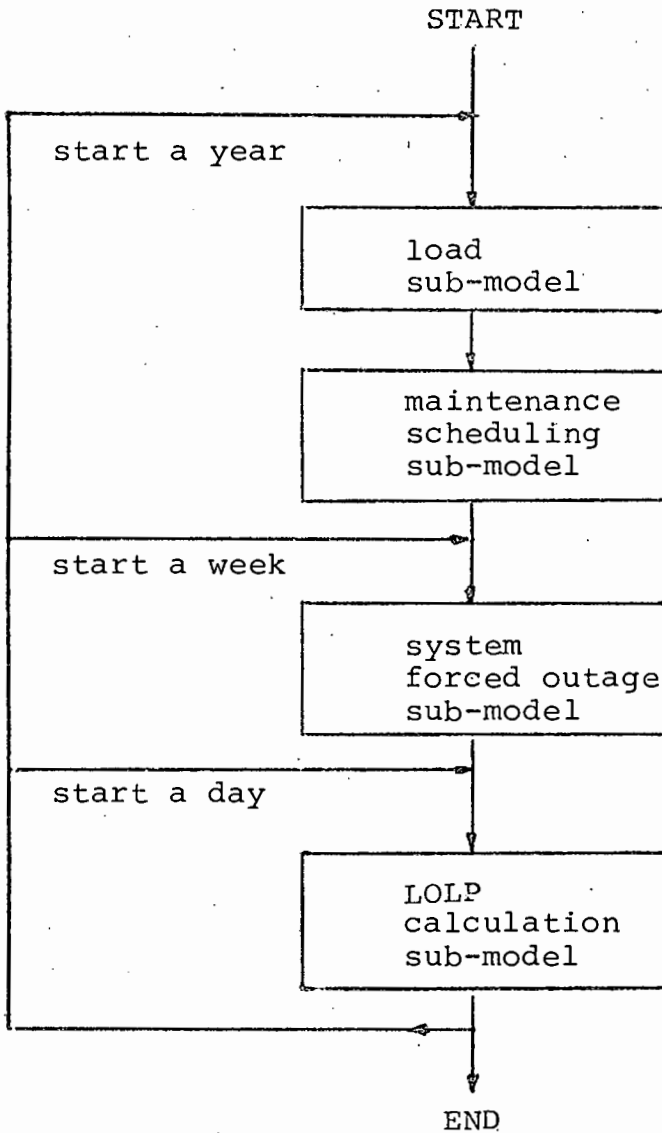 START
start a year
load
sub-model
maintenance
scheduling
sub-model
start a week
system
forced outage
sub-model
start a day
LOLP
calculation
sub-model
END